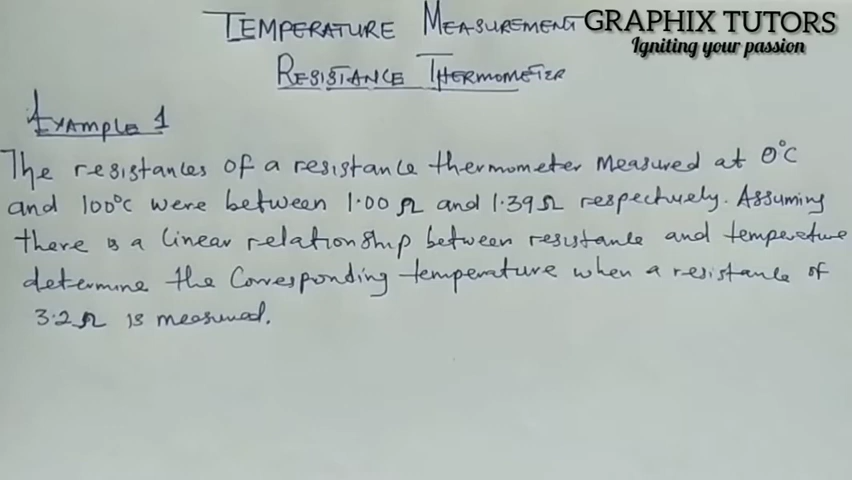 TEMPERATURE MEASUREMENT
GRAPHIX TUTORS
Igniting your passion
RESISTANCE THERMOMETER
EXAMPLE 1
The resistances of a resistance thermometer measured at 0°C
and 100°C were between 1.00 Ω and 1.39 Ω respectively. Assuming
there is a linear relationship between resistance and temperature
determine the corresponding temperature when a resistance of
3.2 Ω is measured.